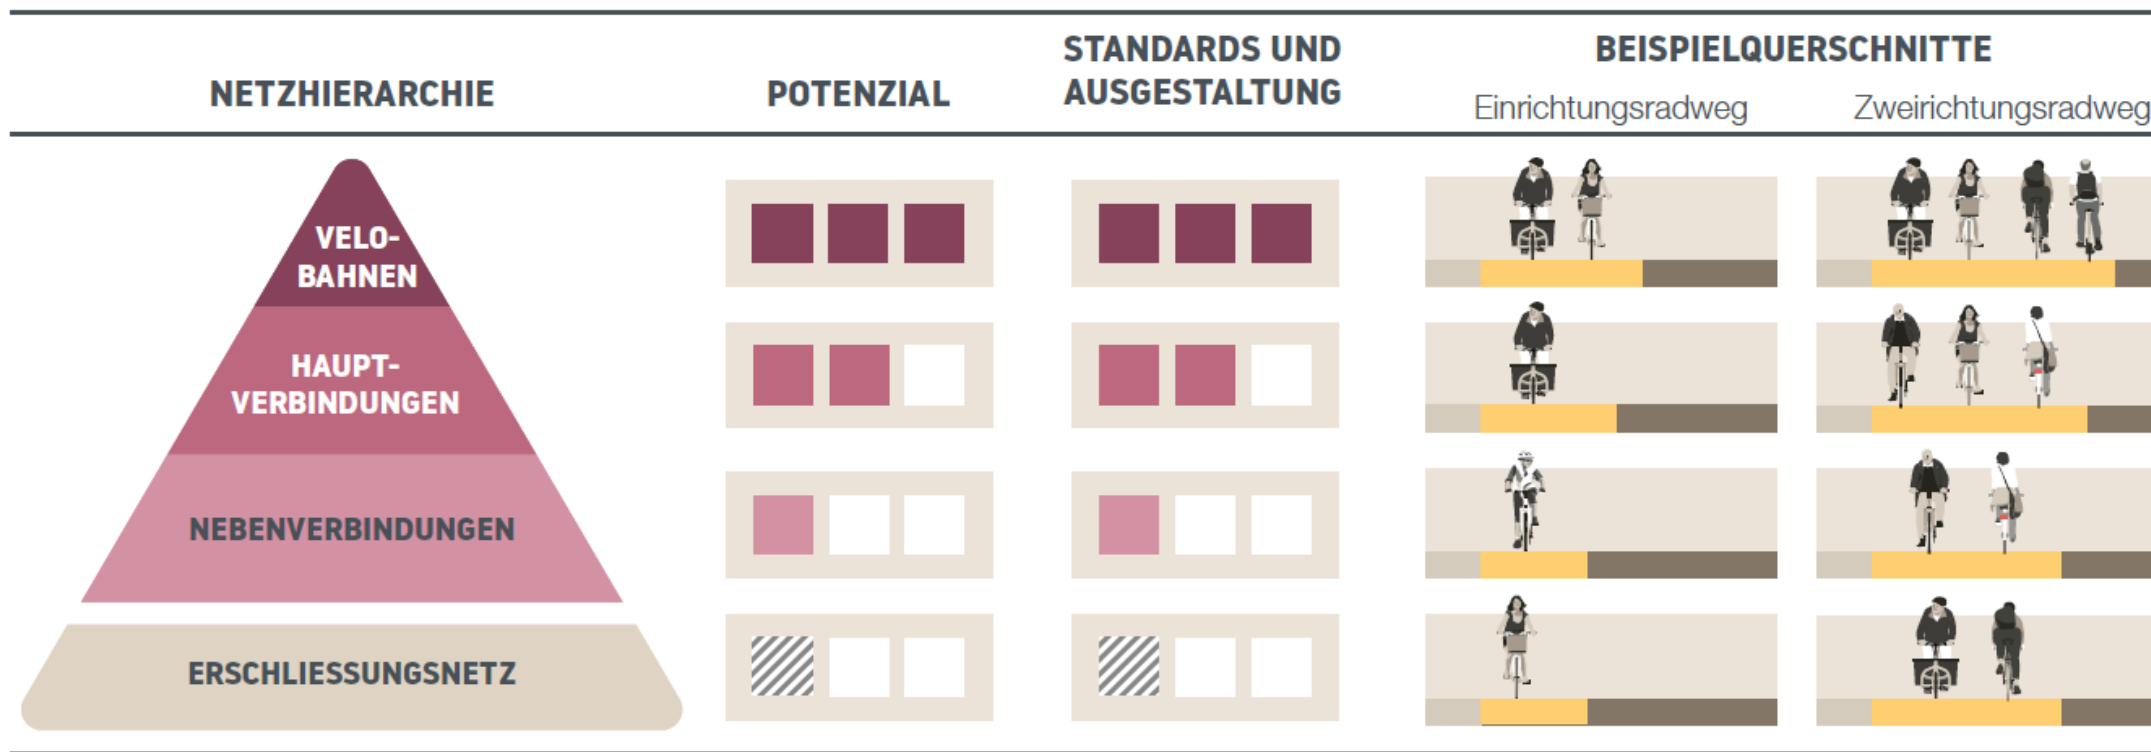 NETZHIERARCHIE
POTENZIAL
STANDARDS UND
AUSGESTALTUNG
BEISPIELQUERSCHNITTE
Einrichtungsradweg
Zweirichtungsradweg
VELO-
BAHNEN
HAUPT-
VERBINDUNGEN
NEBENVERBINDUNGEN
ERSCHLIESSUNGSNETZ